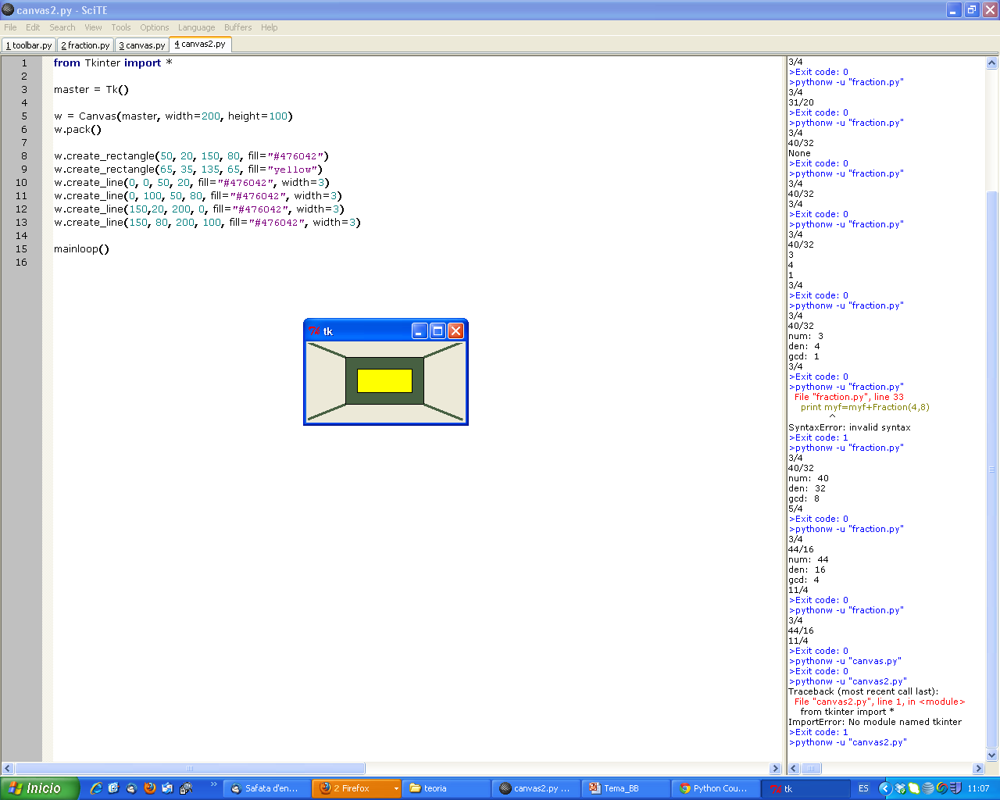 canvas2.py - SciTE
File Edit Search View Tools Options Language Buffers Help
1 toolbar.py 2 fraction.py 3 canvas.py 4 canvas2.py
1 from Tkinter import *
2
3 master = Tk()
4
5 w = Canvas(master, width=200, height=100)
6 w.pack()
7
8 w.create_rectangle(50, 20, 150, 80, fill="#476042")
9 w.create_rectangle(65, 35, 135, 65, fill="yellow")
10 w.create_line(0, 0, 50, 20, fill="#476042", width=3)
11 w.create_line(0, 100, 50, 80, fill="#476042", width=3)
12 w.create_line(150,20, 200, 0, fill="#476042", width=3)
13 w.create_line(150, 80, 200, 100, fill="#476042", width=3)
14
15 mainloop()
16
tk
3/4
>Exit code: 0
>pythonw -u "fraction.py"
3/4
31/20
>Exit code: 0
>pythonw -u "fraction.py"
3/4
40/32
None
>Exit code: 0
>pythonw -u "fraction.py"
3/4
40/32
3/4
>Exit code: 0
>pythonw -u "fraction.py"
3/4
40/32
3
4
1
3/4
>Exit code: 0
>pythonw -u "fraction.py"
3/4
40/32
num: 3
den: 4
gcd: 1
3/4
>Exit code: 0
>pythonw -u "fraction.py"
File "fraction.py", line 33
print myf=myf+Fraction(4,8)
^
SyntaxError: invalid syntax
>Exit code: 1
>pythonw -u "fraction.py"
3/4
40/32
num: 40
den: 32
gcd: 8
5/4
>Exit code: 0
>pythonw -u "fraction.py"
3/4
44/16
num: 44
den: 16
gcd: 4
11/4
>Exit code: 0
>pythonw -u "fraction.py"
3/4
44/16
11/4
>Exit code: 0
>pythonw -u "canvas.py"
>Exit code: 0
>pythonw -u "canvas2.py"
Traceback (most recent call last):
File "canvas2.py", line 1, in <module>
from tkinter import *
ImportError: No module named tkinter
>Exit code: 1
>pythonw -u "canvas2.py"
Inicio » Safata d'en... 2 Firefox teoria canvas2.py ... Tema_BB Python Cou... tk ES 11:07